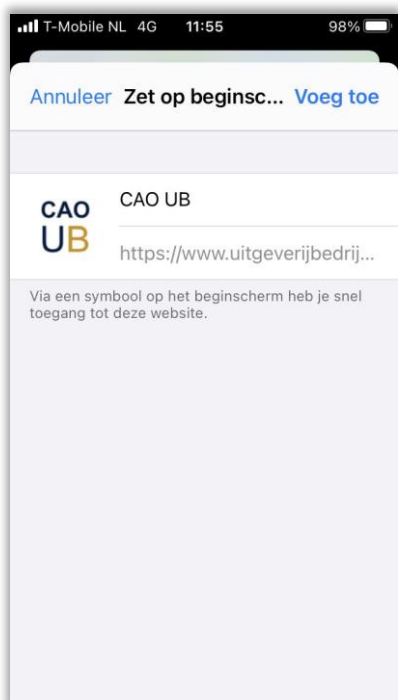 T-Mobile NL 4G 11:55 98%
Annuleer Zet op beginsc... Voeg toe
CAO
UB
CAO UB
https://www.uitgeverijbedrij...
Via een symbool op het beginscherm heb je snel
toegang tot deze website.